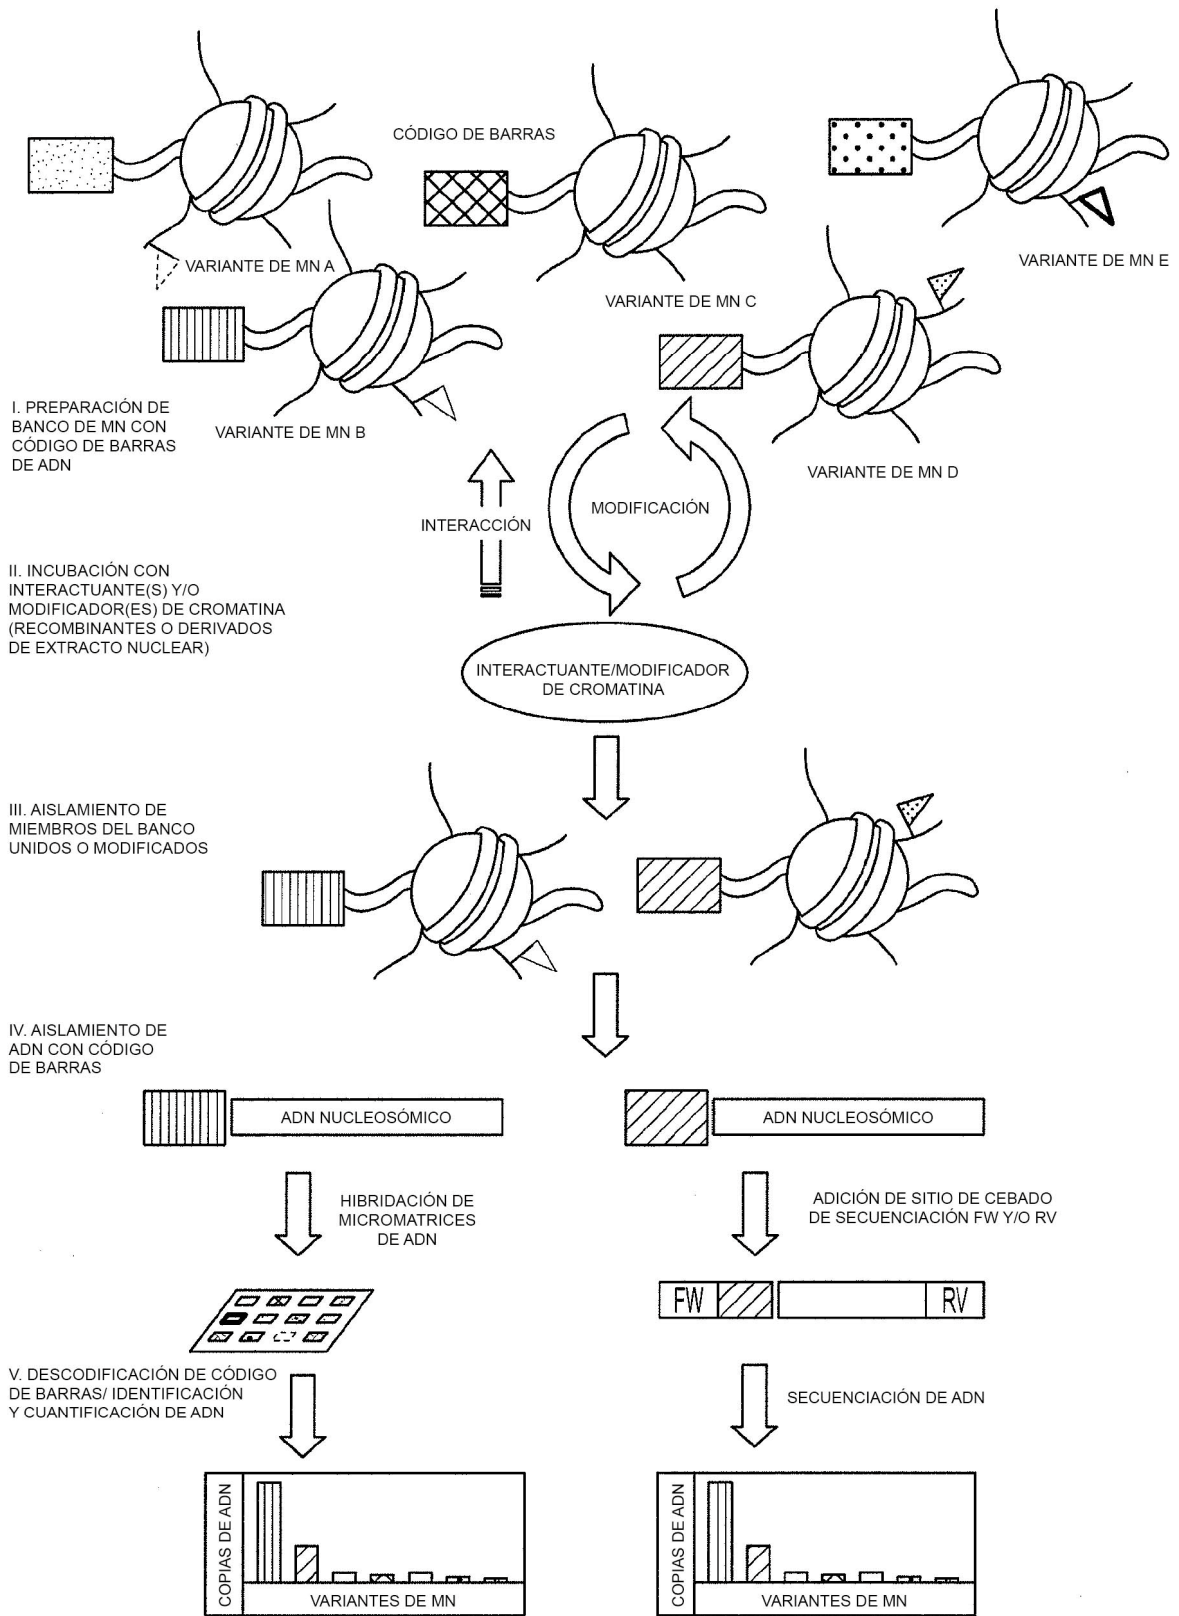 CÓDIGO DE BARRAS
VARIANTE DE MN A
VARIANTE DE MN E
VARIANTE DE MN C
I. PREPARACIÓN DE
BANCO DE MN CON
CÓDIGO DE BARRAS
DE ADN
VARIANTE DE MN B
VARIANTE DE MN D
MODIFICACIÓN
INTERACCIÓN
II. INCUBACIÓN CON
INTERACTUANTE(S) Y/O
MODIFICADOR(ES) DE CROMATINA
(RECOMBINANTES O DERIVADOS
DE EXTRACTO NUCLEAR)
INTERACTUANTE/MODIFICADOR
DE CROMATINA
III. AISLAMIENTO DE
MIEMBROS DEL BANCO
UNIDOS O MODIFICADOS
IV. AISLAMIENTO DE
ADN CON CÓDIGO
DE BARRAS
ADN NUCLEOSÓMICO
ADN NUCLEOSÓMICO
HIBRIDACIÓN DE
MICROMATRICES
DE ADN
ADICIÓN DE SITIO DE CEBADO
DE SECUENCIACIÓN FW Y/O RV
FW
RV
V. DESCODIFICACIÓN DE CÓDIGO
DE BARRAS/ IDENTIFICACIÓN
Y CUANTIFICACIÓN DE ADN
SECUENCIACIÓN DE ADN
COPIAS DE ADN
VARIANTES DE MN
COPIAS DE ADN
VARIANTES DE MN